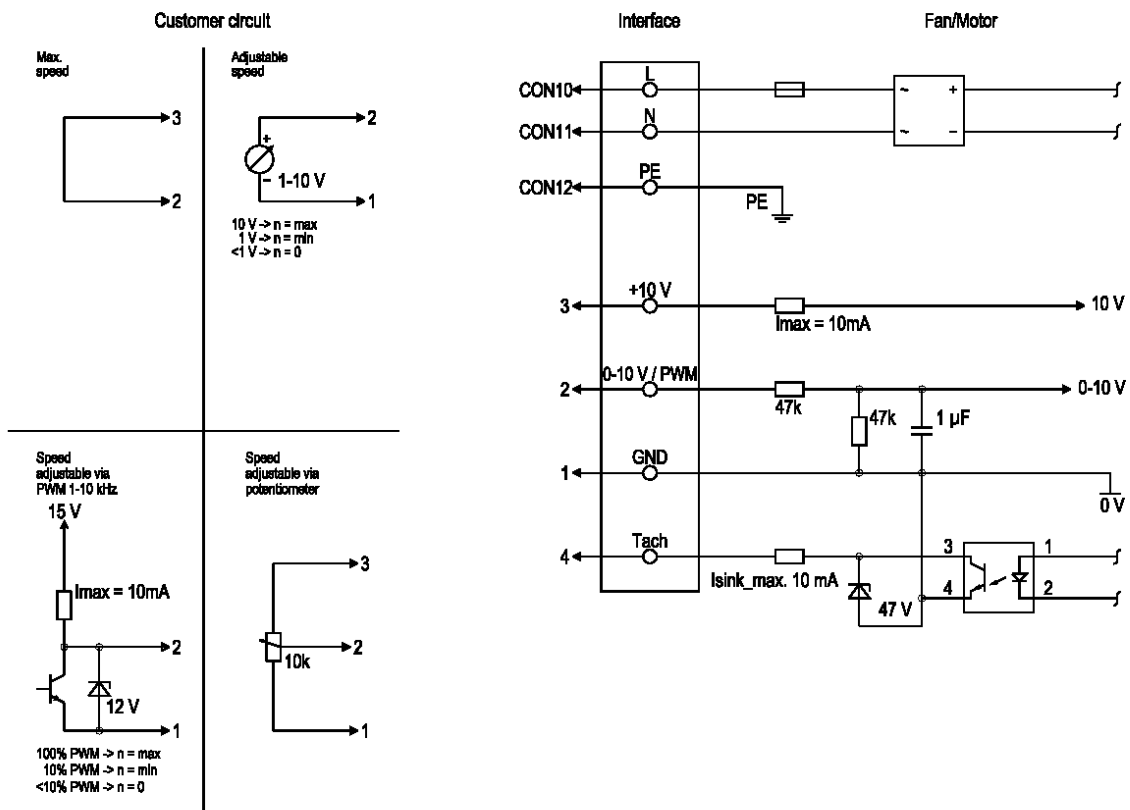 Customer circuit
Interface
Fan/Motor
Max.
speed
3
2
Adjustable
speed
2
+
– 1-10 V
1
10 V -> n = max
1 V -> n = min
<1 V -> n = 0
Speed
adjustable via
PWM 1-10 kHz
15 V
Imax = 10mA
2
12 V
1
100% PWM -> n = max
10% PWM -> n = min
<10% PWM -> n = 0
Speed
adjustable via
potentiometer
3
2
10k
1
L
CON10
~ +
N
CON11
~ –
PE
CON12
PE
+10 V
3
10 V
Imax = 10mA
0-10 V / PWM
2
0-10 V
47k
47k
1 µF
GND
1
0 V
Tach
4
3
1
Isink_max. 10 mA
47 V
4
2